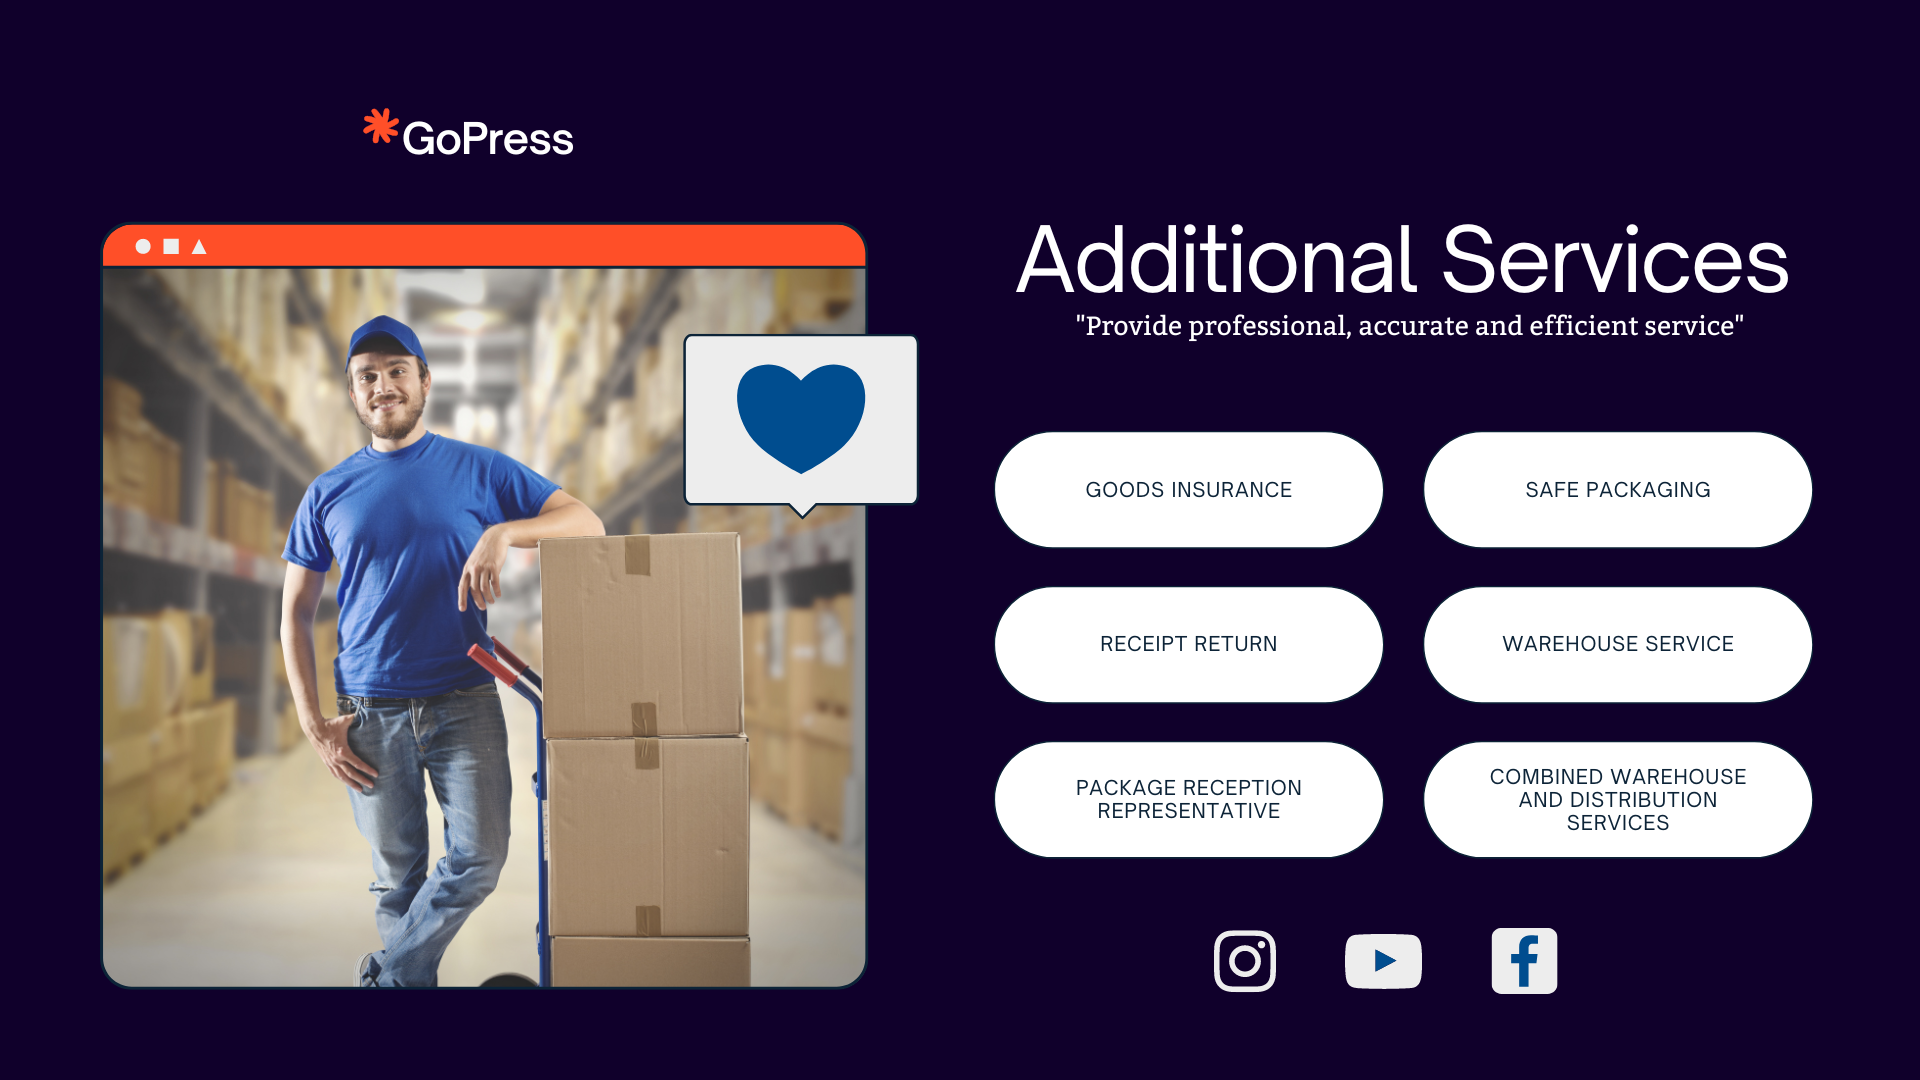 GoPress
Additional Services
"Provide professional, accurate and efficient service"
GOODS INSURANCE
SAFE PACKAGING
RECEIPT RETURN
WAREHOUSE SERVICE
PACKAGE RECEPTION
REPRESENTATIVE
COMBINED WAREHOUSE
AND DISTRIBUTION
SERVICES